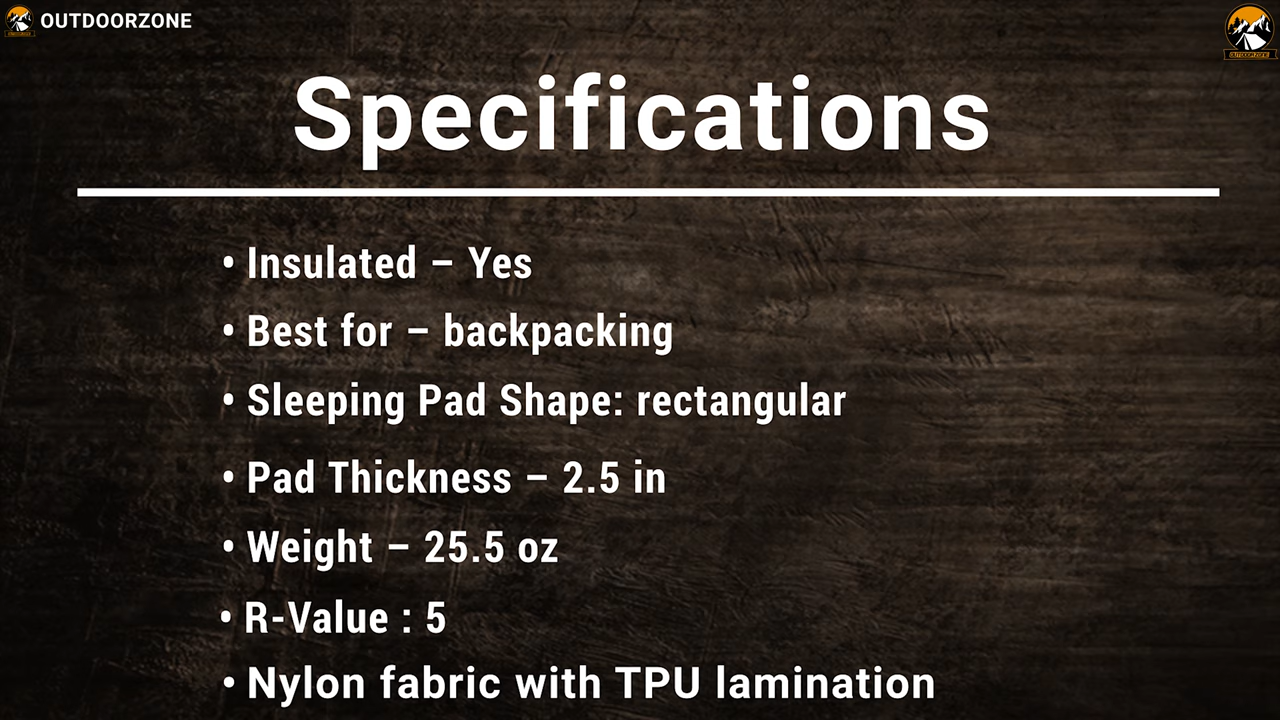 OUTDOORZONE
OUTDOORZONE
Specifications
• Insulated – Yes
• Best for – backpacking
• Sleeping Pad Shape: rectangular
• Pad Thickness – 2.5 in
• Weight – 25.5 oz
• R-Value : 5
• Nylon fabric with TPU lamination